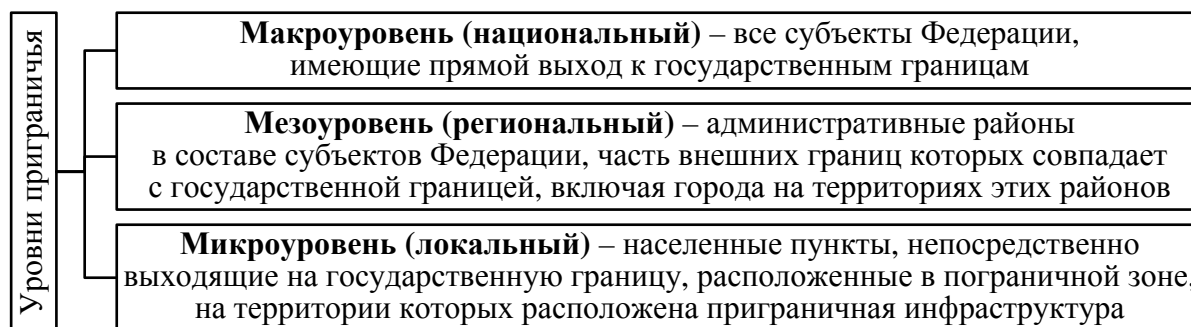 Уровни приграничья
Макроуровень (национальный) – все субъекты Федерации,
имеющие прямой выход к государственным границам
Мезоуровень (региональный) – административные районы
в составе субъектов Федерации, часть внешних границ которых совпадает
с государственной границей, включая города на территориях этих районов
Микроуровень (локальный) – населенные пункты, непосредственно
выходящие на государственную границу, расположенные в пограничной зоне,
на территории которых расположена приграничная инфраструктура